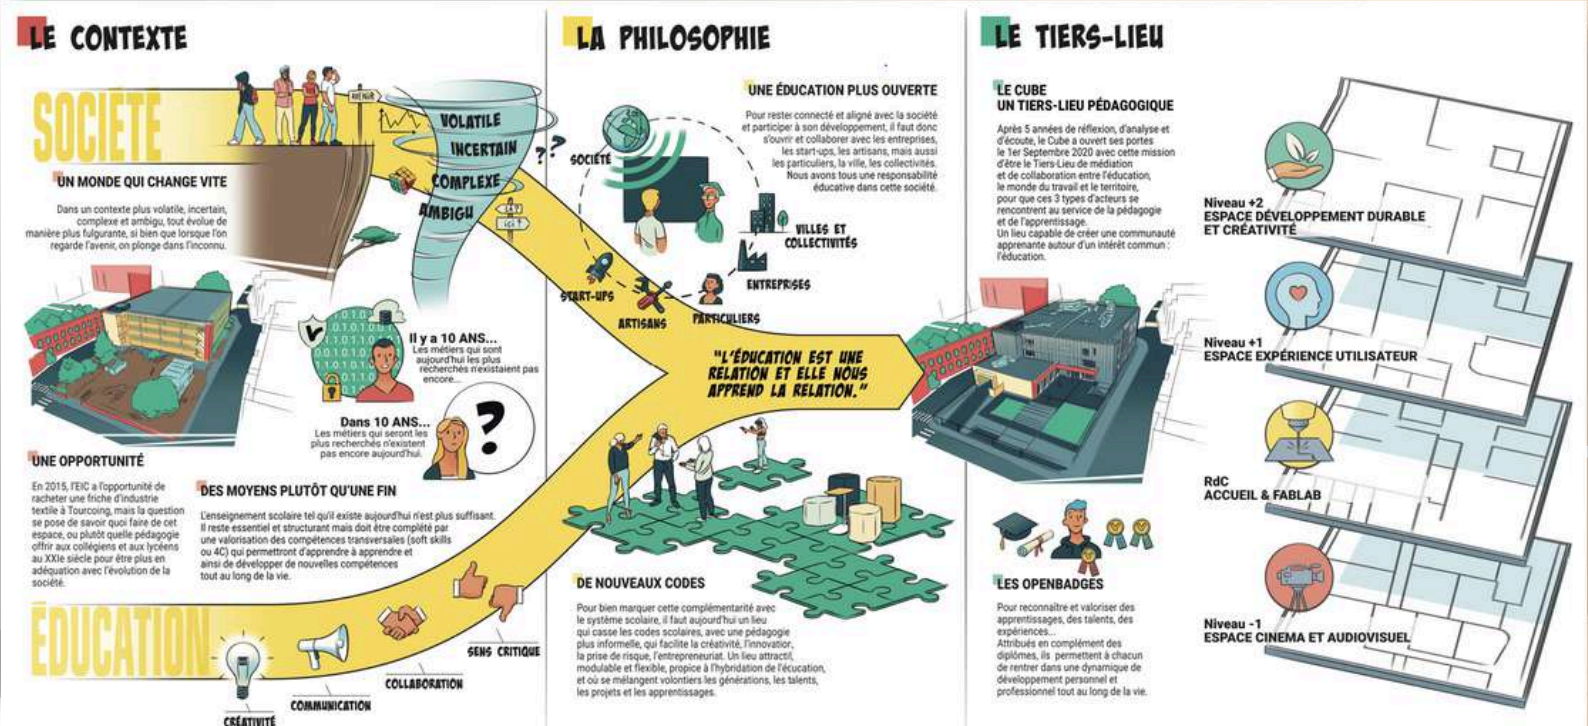 LE CONTEXTE
SOCIÉTÉ
AVENIR
VOLATILE
INCERTAIN
COMPLEXE
AMBIGU
??
ICI ↑
UN MONDE QUI CHANGE VITE
Dans un contexte plus volatile, incertain,
complexe et ambigu, tout évolue de
manière plus fulgurante, si bien que lorsque l'on
regarde l'avenir, on plonge dans l'inconnu.
Il y a 10 ANS...
Les métiers qui sont
aujourd'hui les plus
recherchés n'existaient pas
encore...
Dans 10 ANS...
Les métiers qui seront les
plus recherchés n'existent
pas encore aujourd'hui.
?
UNE OPPORTUNITÉ
En 2015, l'EIC a l'opportunité de
racheter une friche d'industrie
textile à Tourcoing, mais la question
se pose de savoir quoi faire de cet
espace, ou plutôt quelle pédagogie
offrir aux collégiens et aux lycéens
au XXIe siècle pour être plus en
adéquation avec l'évolution de la
société.
DES MOYENS PLUTÔT QU'UNE FIN
L'enseignement scolaire tel qu'il existe aujourd'hui n'est plus suffisant.
Il reste essentiel et structurant mais doit être complété par
une valorisation des compétences transversales (soft skills
ou 4C) qui permettront d'apprendre à apprendre et
ainsi de développer de nouvelles compétences
tout au long de la vie.
ÉDUCATION
CRÉATIVITÉ
COMMUNICATION
COLLABORATION
SENS CRITIQUE
LA PHILOSOPHIE
UNE ÉDUCATION PLUS OUVERTE
Pour rester connecté et aligné avec la société
et participer à son développement, il faut donc
s'ouvrir et collaborer avec les entreprises,
les start-ups, les artisans, mais aussi
les particuliers, la ville, les collectivités.
Nous avons tous une responsabilité
éducative dans cette société.
SOCIÉTÉ
VILLES ET
COLLECTIVITÉS
ENTREPRISES
PARTICULIERS
ARTISANS
START-UPS
"L'ÉDUCATION EST UNE
RELATION ET ELLE NOUS
APPREND LA RELATION."
DE NOUVEAUX CODES
Pour bien marquer cette complémentarité avec
le système scolaire, il faut aujourd'hui un lieu
qui casse les codes scolaires, avec une pédagogie
plus informelle, qui facilite la créativité, l'innovation,
la prise de risque, l'entrepreneuriat. Un lieu attractif,
modulable et flexible, propice à l'hybridation de l'éducation,
et où se mélangent volontiers les générations, les talents,
les projets et les apprentissages.
LE TIERS-LIEU
LE CUBE
UN TIERS-LIEU PÉDAGOGIQUE
Après 5 années de réflexion, d'analyse et
d'écoute, le Cube a ouvert ses portes
le 1er Septembre 2020 avec cette mission
d'être le Tiers-Lieu de médiation
et de collaboration entre l'éducation,
le monde du travail et le territoire,
pour que ces 3 types d'acteurs se
rencontrent au service de la pédagogie
et de l'apprentissage.
Un lieu capable de créer une communauté
apprenante autour d'un intérêt commun :
l'éducation.
LES OPENBADGES
Pour reconnaître et valoriser des
apprentissages, des talents, des
expériences...
Attribués en complément des
diplômes, ils permettent à chacun
de rentrer dans une dynamique de
développement personnel et
professionnel tout au long de la vie.
Niveau +2
ESPACE DÉVELOPPEMENT DURABLE
ET CRÉATIVITÉ
Niveau +1
ESPACE EXPÉRIENCE UTILISATEUR
RdC
ACCUEIL & FABLAB
Niveau -1
ESPACE CINEMA ET AUDIOVISUEL